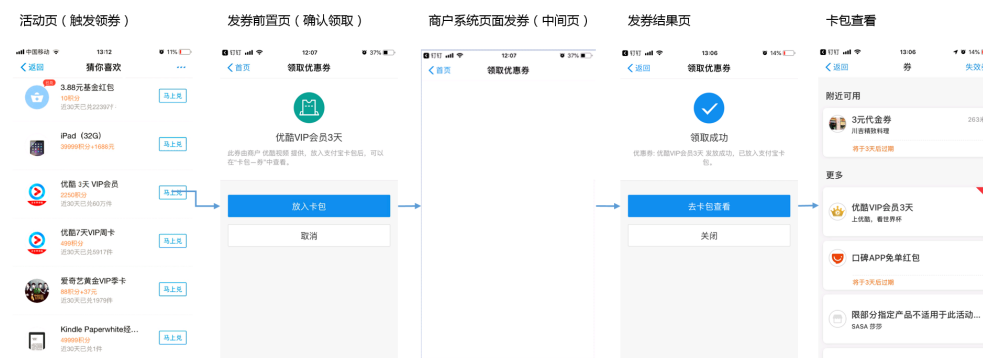 活动页（触发领券）
发券前置页（确认领取）
商户系统页面发券（中间页）
发券结果页
卡包查看
中国移动
13:12
11%
返回
猜你喜欢
...
3.88元基金红包
10积分
近30天已兑22397件
马上兑
iPad（32G）
39999积分+1686元
马上兑
优酷 3天 VIP会员
2250积分
近30天已兑60万件
马上兑
优酷7天VIP周卡
499积分
近30天已兑5917件
马上兑
爱奇艺黄金VIP季卡
88积分+37元
近30天已兑1979件
马上兑
Kindle Paperwhite经...
49999积分
近30天已兑1件
马上兑
钉钉
12:07
37%
首页
领取优惠券
优酷VIP会员3天
此券由商户 优酷视频 提供，放入支付宝卡包后，可以
在“卡包－券”中查看。
放入卡包
取消
钉钉
12:07
37%
首页
领取优惠券
钉钉
13:06
14%
返回
领取优惠券
领取成功
优惠券: 优酷VIP会员3天 发放成功，已放入支付宝卡
包。
去卡包查看
关闭
钉钉
13:06
14%
返回
券
失效券
附近可用
3元代金券
川吉精致料理
263米
将于3天后过期
更多
优酷VIP会员3天
上优酷，看世界杯
口碑APP免单红包
将于3天后过期
限部分指定产品不适用于此活动...
SASA 莎莎